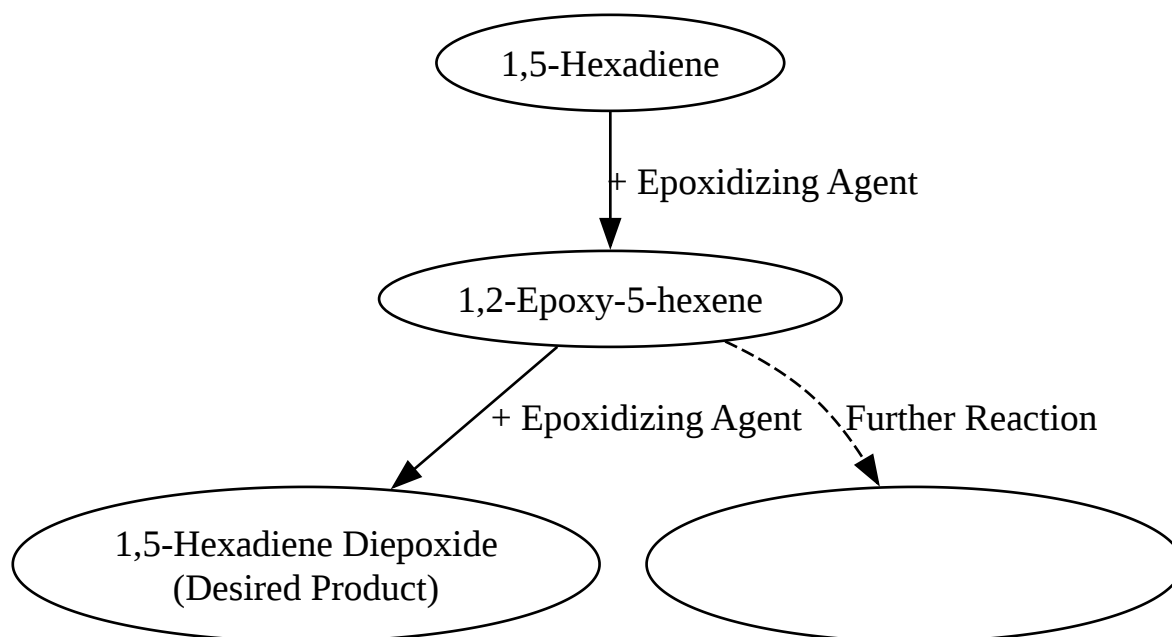 1,5-Hexadiene
+ Epoxidizing Agent
1,2-Epoxy-5-hexene
+ Epoxidizing Agent
Further Reaction
1,5-Hexadiene Diepoxide
(Desired Product)